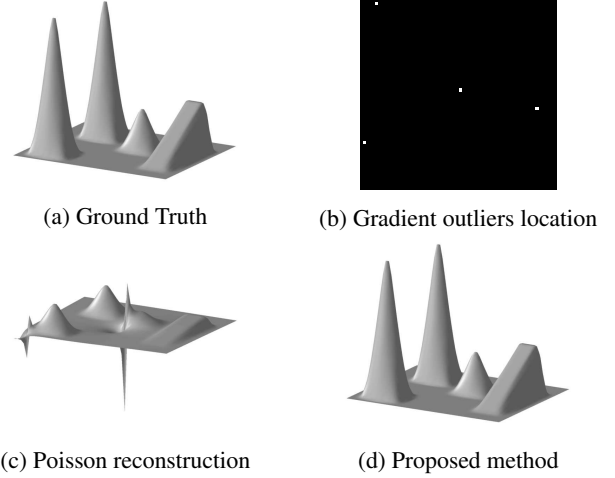 (a) Ground Truth
(b) Gradient outliers location
(c) Poisson reconstruction
(d) Proposed method